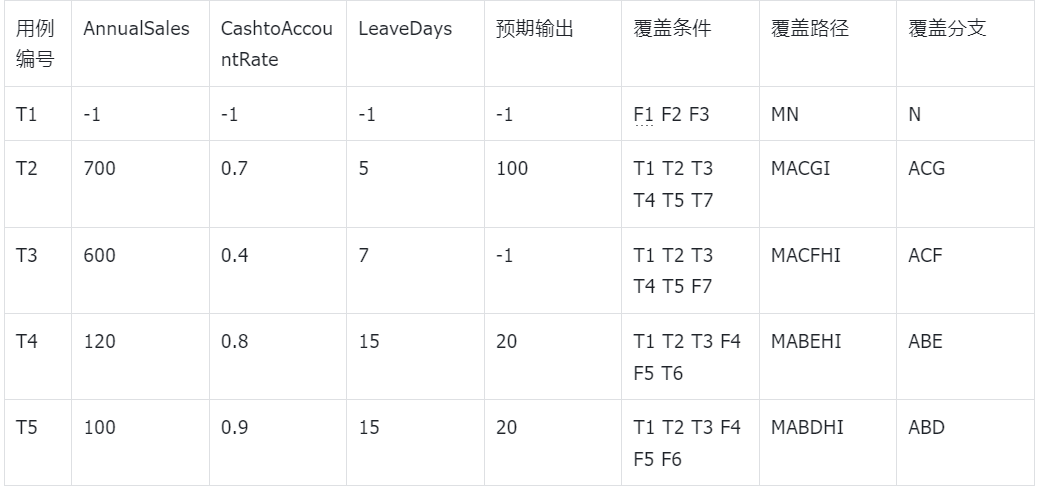 用例 AnnualSales CashtoAccou LeaveDays 预期输出 覆盖条件 覆盖路径 覆盖分支
编号 ntRate
T1 -1 -1 -1 -1 F1 F2 F3 MN N
T2 700 0.7 5 100 T1 T2 T3 MACGI ACG
T4 T5 T7
T3 600 0.4 7 -1 T1 T2 T3 MACFHI ACF
T4 T5 F7
T4 120 0.8 15 20 T1 T2 T3 F4 MABEHI ABE
F5 T6
T5 100 0.9 15 20 T1 T2 T3 F4 MABDHI ABD
F5 F6